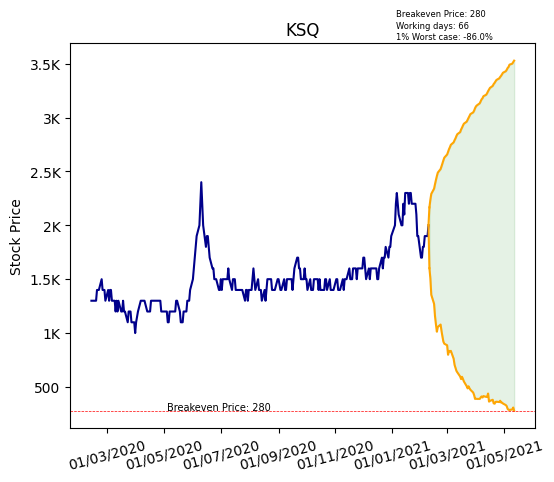 Breakeven Price: 280
Working days: 66
1% Worst case: -86.0%
KSQ
Stock Price
3.5K
3K
2.5K
2K
1.5K
1K
500
Breakeven Price: 280
01/03/2020
01/05/2020
01/07/2020
01/09/2020
01/11/2020
01/01/2021
01/03/2021
01/05/2021